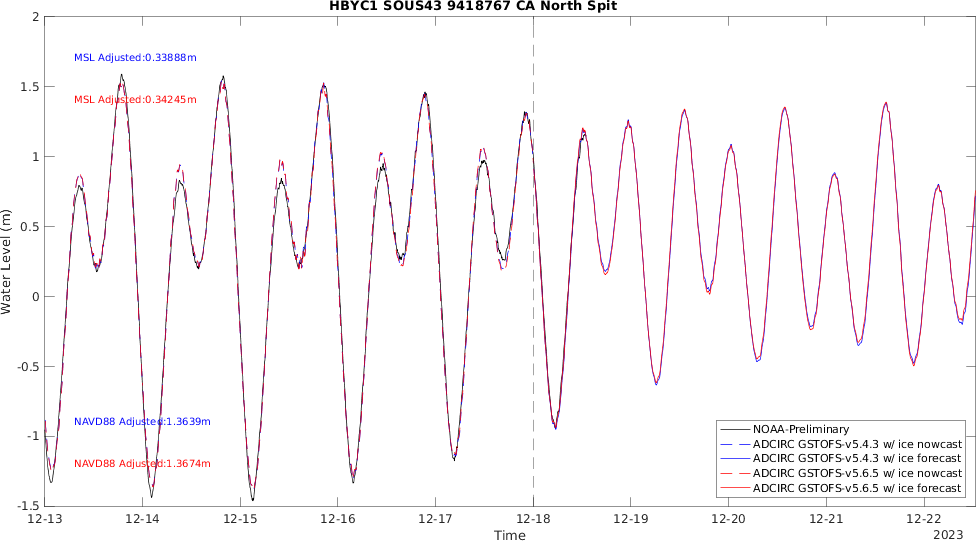 HBYC1 SOUS43 9418767 CA North Spit
2
1.5
1
0.5
0
-0.5
-1
-1.5
Water Level (m)
MSL Adjusted:0.33888m
MSL Adjusted:0.34245m
NAVD88 Adjusted:1.3639m
NAVD88 Adjusted:1.3674m
NOAA-Preliminary
ADCIRC GSTOFS-v5.4.3 w/ ice nowcast
ADCIRC GSTOFS-v5.4.3 w/ ice forecast
ADCIRC GSTOFS-v5.6.5 w/ ice nowcast
ADCIRC GSTOFS-v5.6.5 w/ ice forecast
12-13 12-14 12-15 12-16 12-17 12-18 12-19 12-20 12-21 12-22
Time
2023